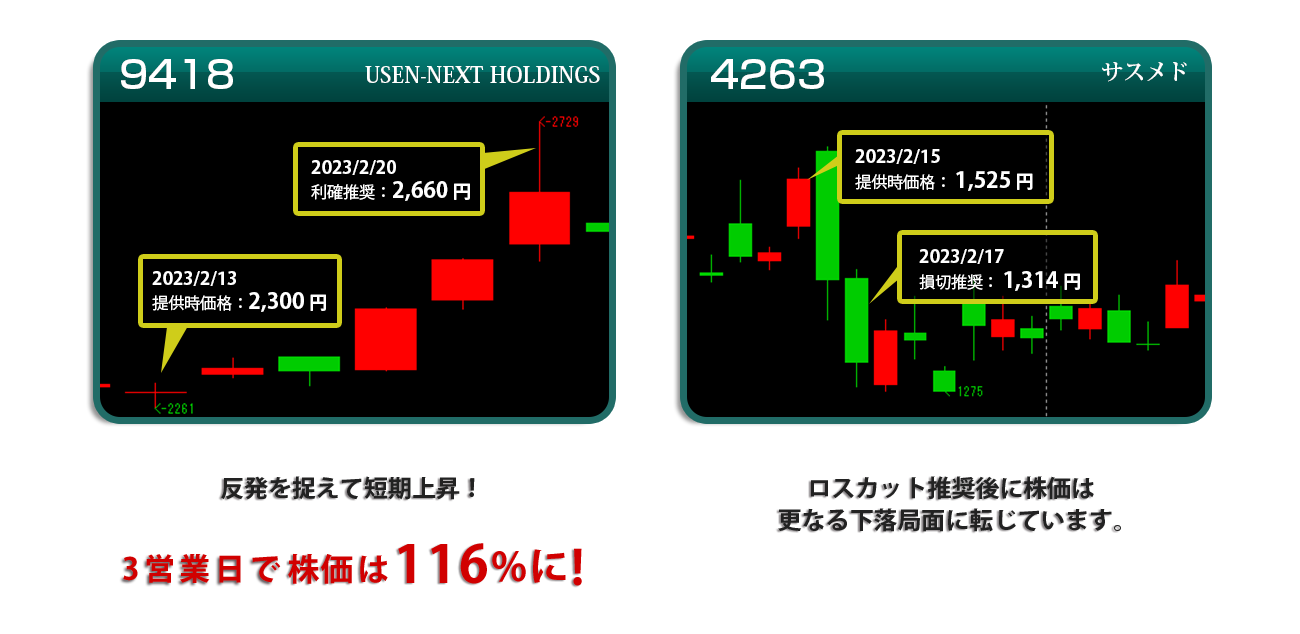 9418
USEN-NEXT HOLDINGS
2729
2023/2/20
利確推奨：2,660 円
2023/2/13
提供時価格：2,300 円
2261
反発を捉えて短期上昇！
3営業日で株価は116%に!
4263
サスメド
2023/2/15
提供時価格： 1,525 円
2023/2/17
損切推奨： 1,314 円
1275
ロスカット推奨後に株価は
更なる下落局面に転じています。